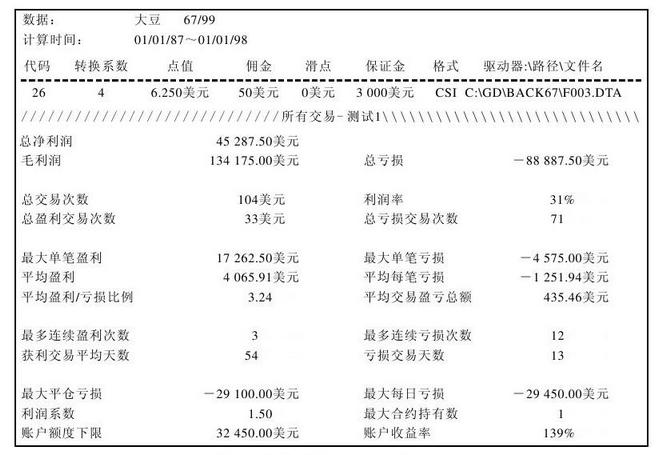 数据： 大豆 67/99
计算时间： 01/01/87～01/01/98
代码 转换系数 点值 佣金 滑点 保证金 格式 驱动器:\路径\文件名
26 4 6.250美元 50美元 0美元 3 000美元 CSI C:\GD\BACK67\F003.DTA
//////////////////////////////所有交易-测试1\\\\\\\\\\\\\\\\\\\\\\\\\\\\\\
总净利润 45 287.50美元
毛利润 134 175.00美元 总亏损 －88 887.50美元
总交易次数 104美元 利润率 31%
总盈利交易次数 33美元 总亏损交易次数 71
最大单笔盈利 17 262.50美元 最大单笔亏损 －4 575.00美元
平均盈利 4 065.91美元 平均每笔亏损 －1 251.94美元
平均盈利/亏损比例 3.24 平均交易盈亏总额 435.46美元
最多连续盈利次数 3 最多连续亏损次数 12
获利交易平均天数 54 亏损交易天数 13
最大平仓亏损 －29 100.00美元 最大每日亏损 －29 450.00美元
利润系数 1.50 最大合约持有数 1
账户额度下限 32 450.00美元 账户收益率 139%